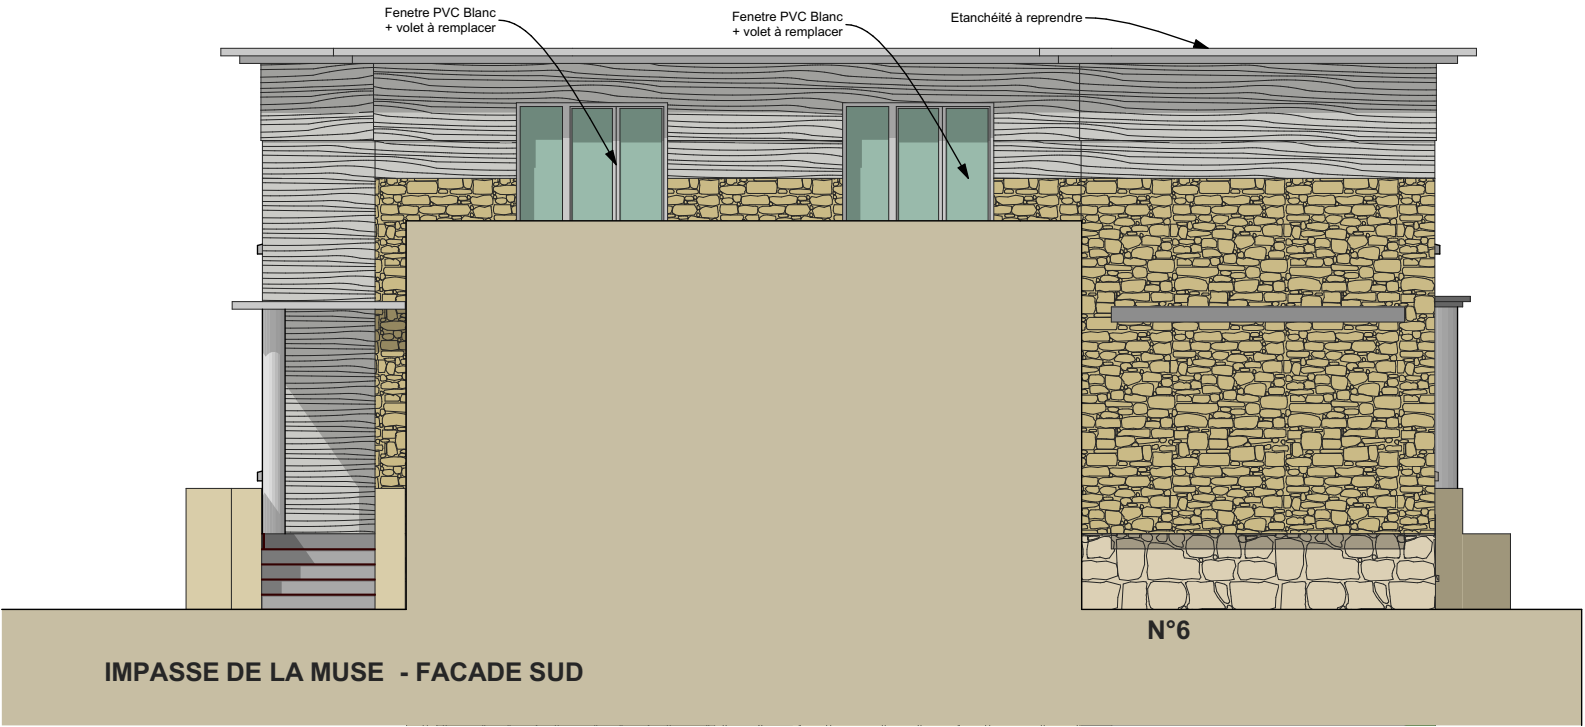 Fenetre PVC Blanc
+ volet à remplacer
Fenetre PVC Blanc
+ volet à remplacer
Etanchéité à reprendre
N°6
IMPASSE DE LA MUSE - FACADE SUD